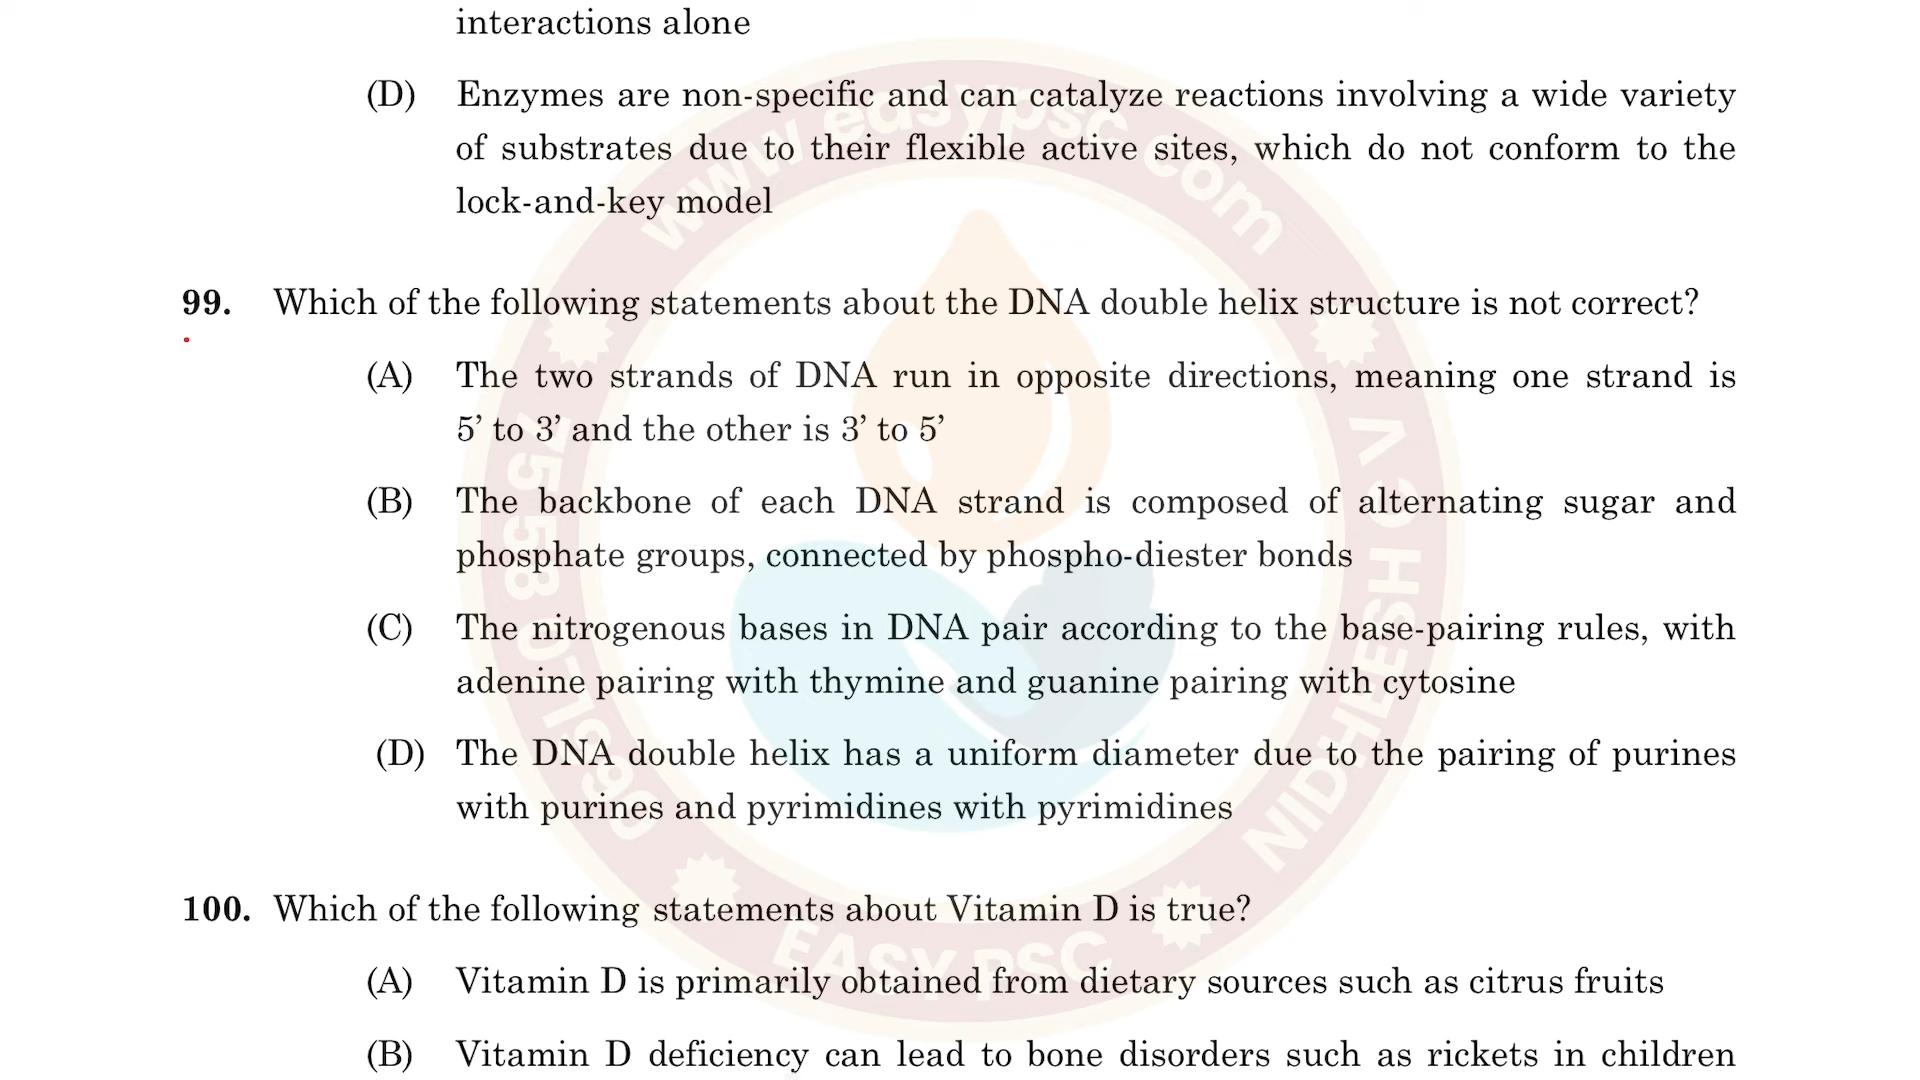 interactions alone
(D) Enzymes are non-specific and can catalyze reactions involving a wide variety
of substrates due to their flexible active sites, which do not conform to the
lock-and-key model
99. Which of the following statements about the DNA double helix structure is not correct?
(A) The two strands of DNA run in opposite directions, meaning one strand is
5’ to 3’ and the other is 3’ to 5’
(B) The backbone of each DNA strand is composed of alternating sugar and
phosphate groups, connected by phospho-diester bonds
(C) The nitrogenous bases in DNA pair according to the base-pairing rules, with
adenine pairing with thymine and guanine pairing with cytosine
(D) The DNA double helix has a uniform diameter due to the pairing of purines
with purines and pyrimidines with pyrimidines
100. Which of the following statements about Vitamin D is true?
(A) Vitamin D is primarily obtained from dietary sources such as citrus fruits
(B) Vitamin D deficiency can lead to bone disorders such as rickets in children
www.easypsc.com
NIDHEESH C V
EASY PSC